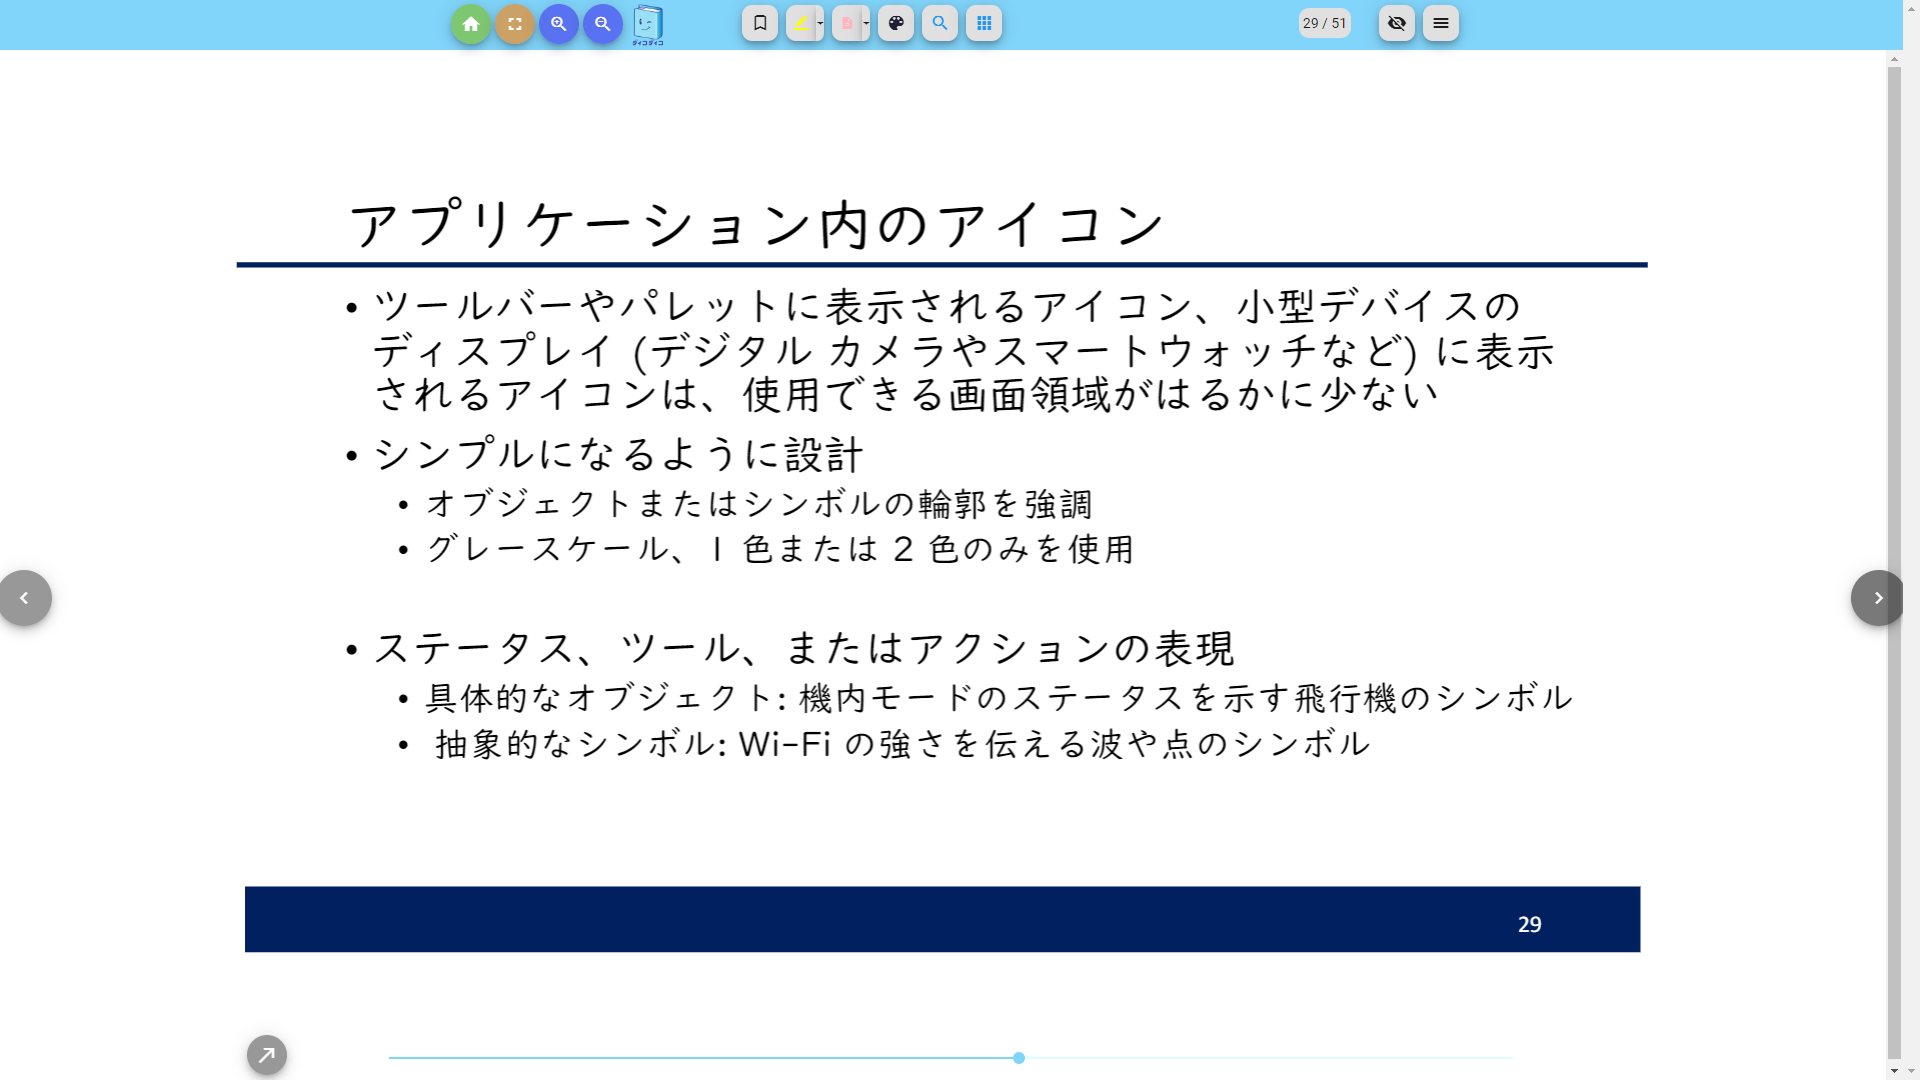 ディコディコ
29 / 51
アプリケーション内のアイコン
• ツールバーやパレットに表示されるアイコン、小型デバイスの
ディスプレイ (デジタル カメラやスマートウォッチなど) に表示
されるアイコンは、使用できる画面領域がはるかに少ない
• シンプルになるように設計
• オブジェクトまたはシンボルの輪郭を強調
• グレースケール、1 色または 2 色のみを使用
• ステータス、ツール、またはアクションの表現
• 具体的なオブジェクト: 機内モードのステータスを示す飛行機のシンボル
• 抽象的なシンボル: Wi-Fi の強さを伝える波や点のシンボル
29